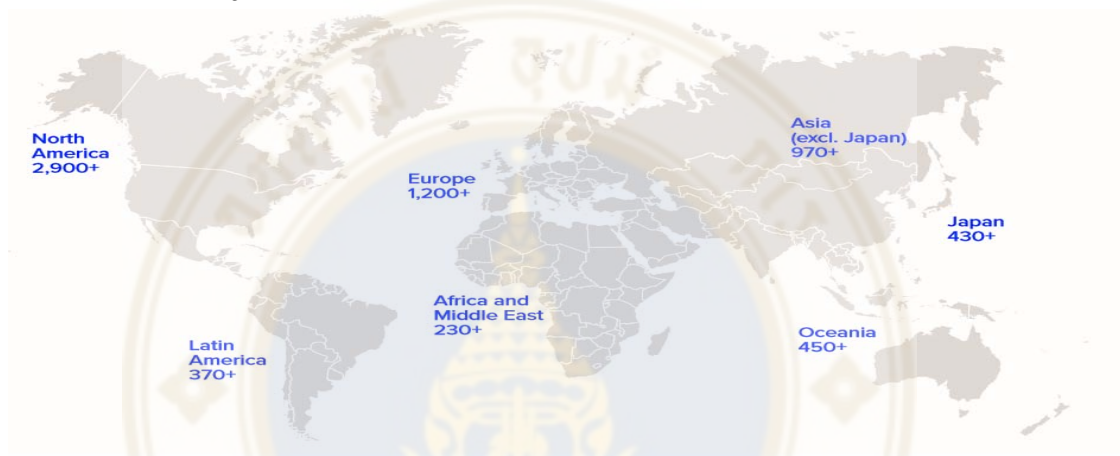 North
America
2,900+
Europe
1,200+
Asia
(excl. Japan)
970+
Japan
430+
Africa and
Middle East
230+
Oceania
450+
Latin
America
370+